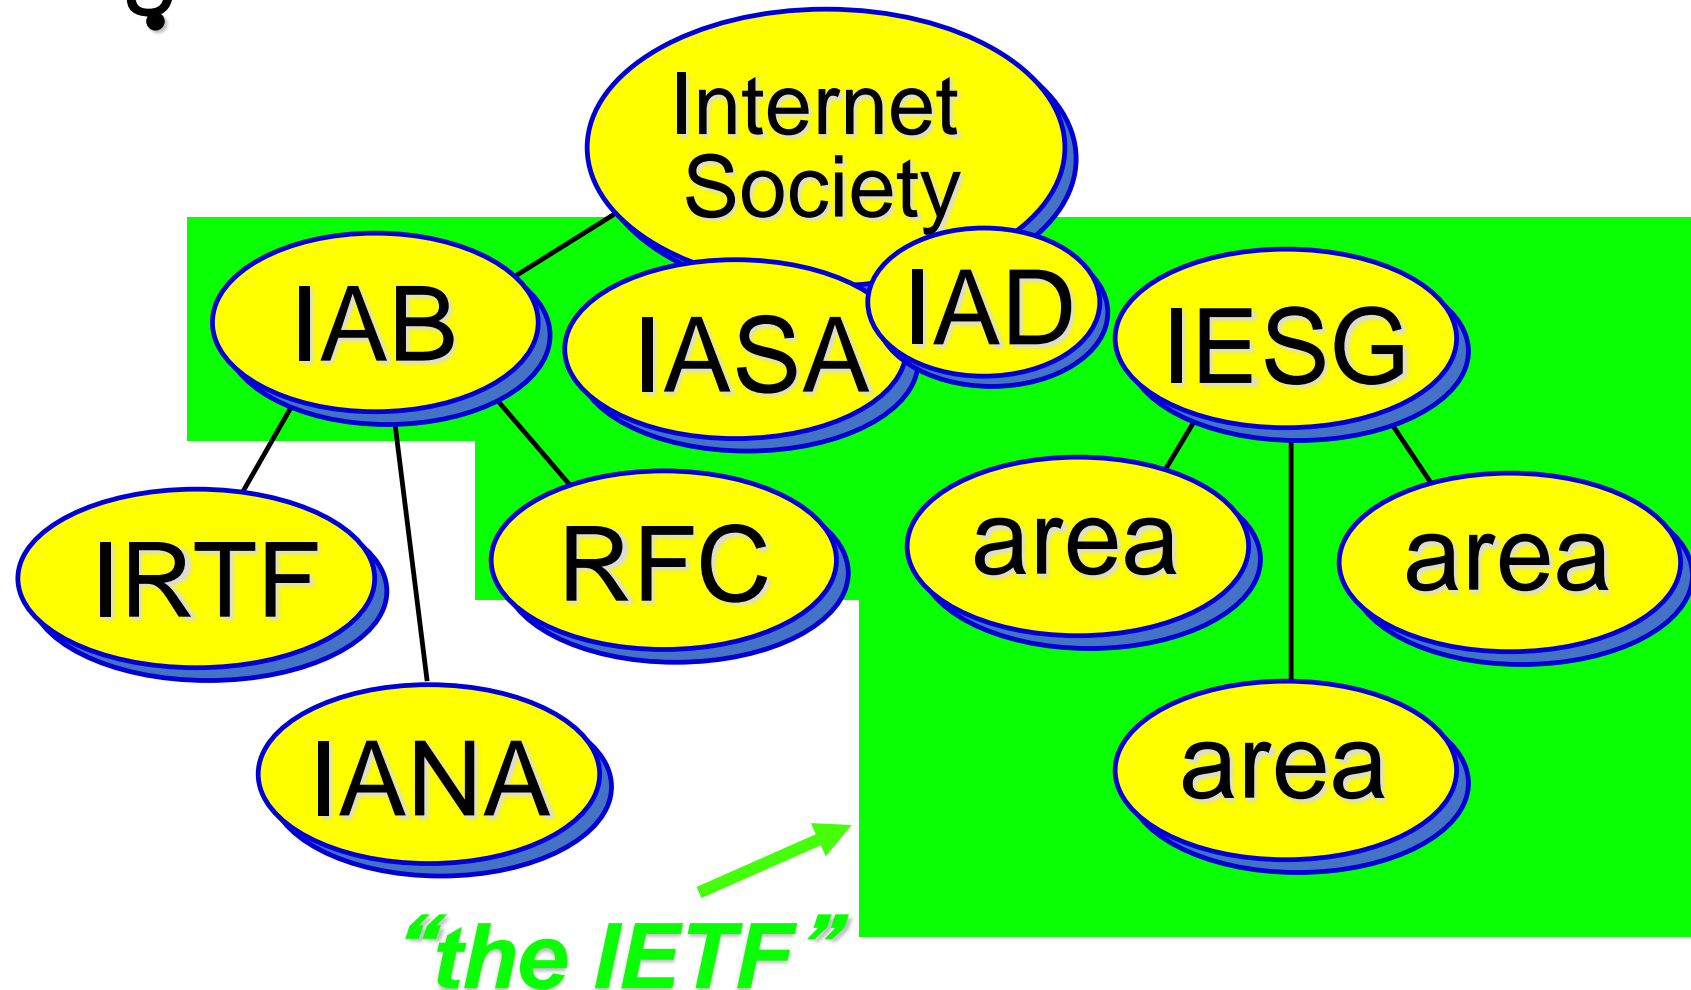 Internet
Society
IAB
IASA
IAD
IESG
IRTF
RFC
area
area
IANA
area
“the IETF”